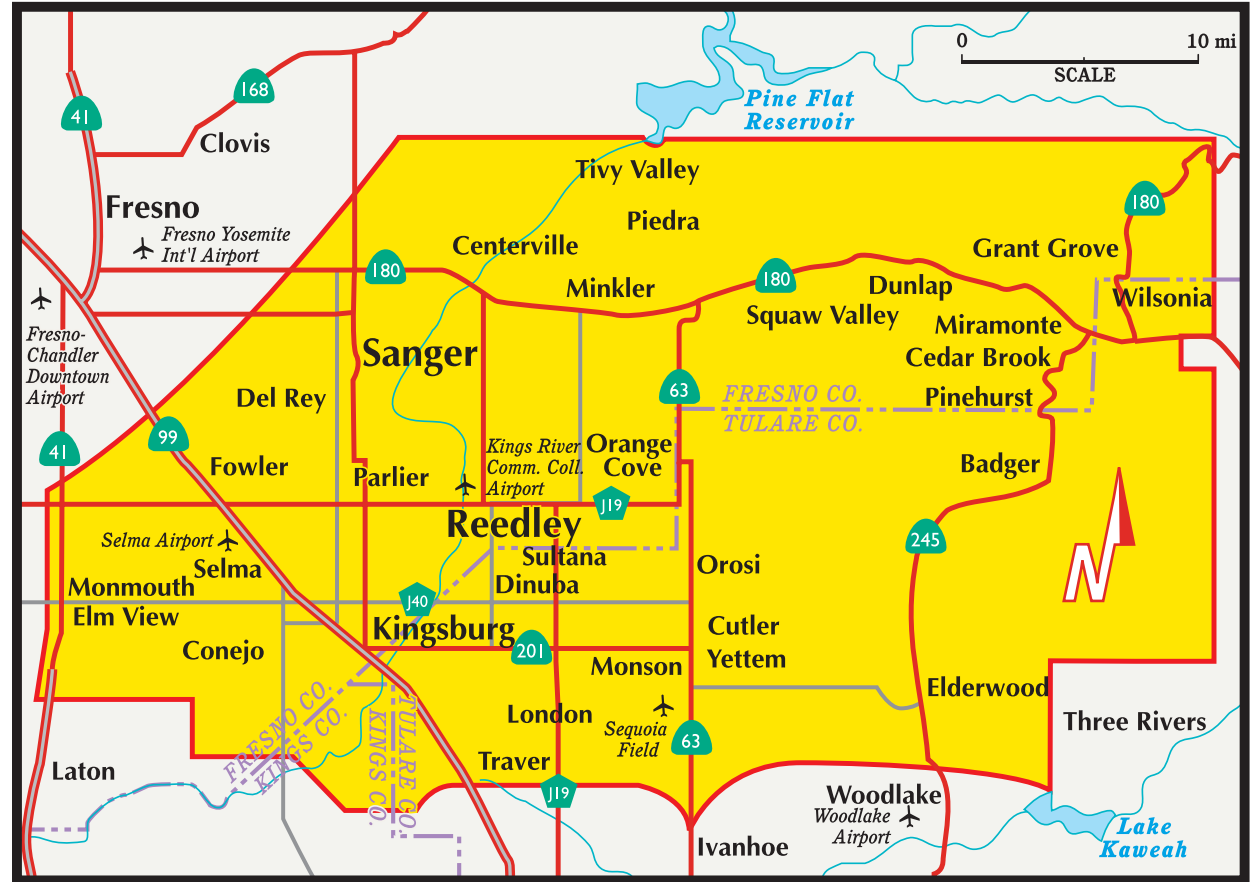 0
10 mi
SCALE
168
41
Clovis
Pine Flat
Reservoir
Tivy Valley
Fresno
Fresno Yosemite
Int'l Airport
Piedra
Centerville
180
Grant Grove
180
180
Minkler
Dunlap
Wilsonia
Squaw Valley
Miramonte
Fresno-
Chandler
Downtown
Airport
Sanger
Cedar Brook
Del Rey
63
FRESNO CO.
TULARE CO.
Pinehurst
99
41
Fowler
Kings River
Comm. Coll.
Airport
Orange
Cove
Parlier
Badger
J19
Reedley
Selma Airport
Selma
Sultana
Dinuba
Orosi
245
N
Monmouth
Elm View
J40
Kingsburg
201
Cutler
Yettem
Conejo
Monson
FRESNO CO.
KINGS CO.
TULARE CO.
KINGS CO.
London
Sequoia
Field
63
Elderwood
Three Rivers
Laton
Traver
J19
Woodlake
Woodlake
Airport
Lake
Kaweah
Ivanhoe